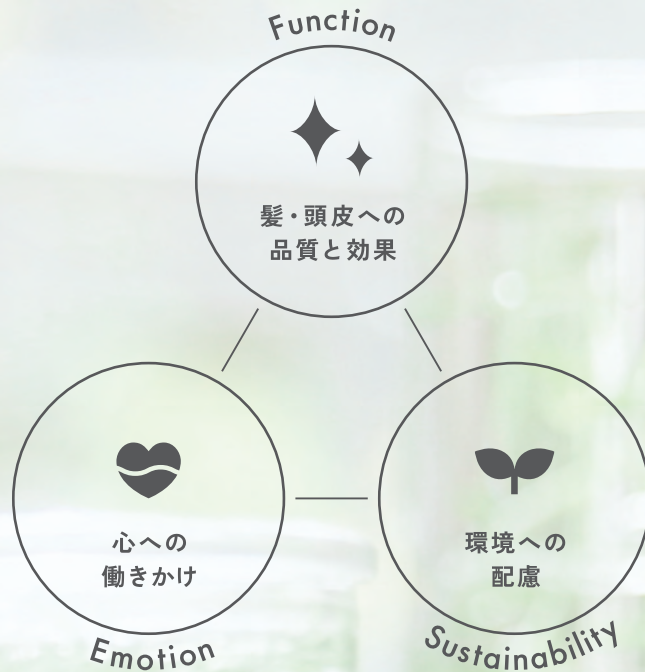 Function
髪・頭皮への
品質と効果
心への
働きかけ
Emotion
環境への
配慮
Sustainability